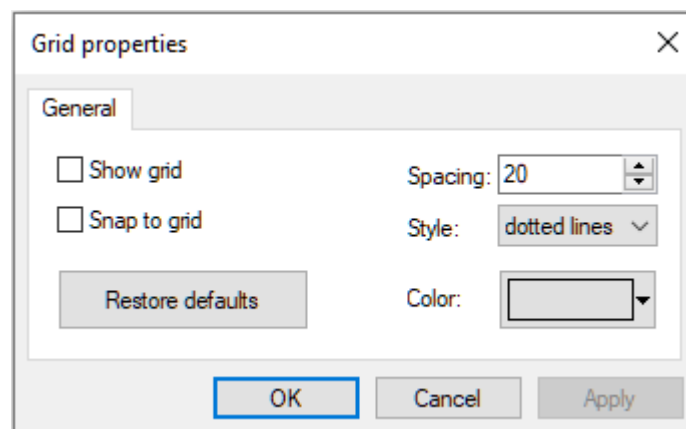 Grid properties
General
Show grid
Spacing: 20
Snap to grid
Style: dotted lines
Restore defaults
Color:
OK
Cancel
Apply